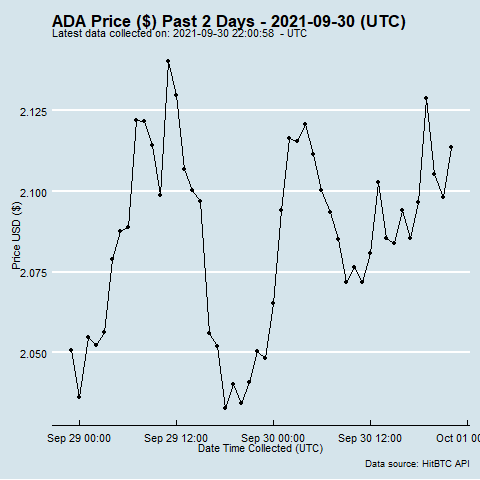 ADA Price ($) Past 2 Days - 2021-09-30 (UTC)
Latest data collected on: 2021-09-30 22:00:58 - UTC
2.125
2.100
2.075
2.050
Price USD ($)
Sep 29 00:00 Sep 29 12:00 Sep 30 00:00 Sep 30 12:00 Oct 01 0
Date Time Collected (UTC)
Data source: HitBTC API